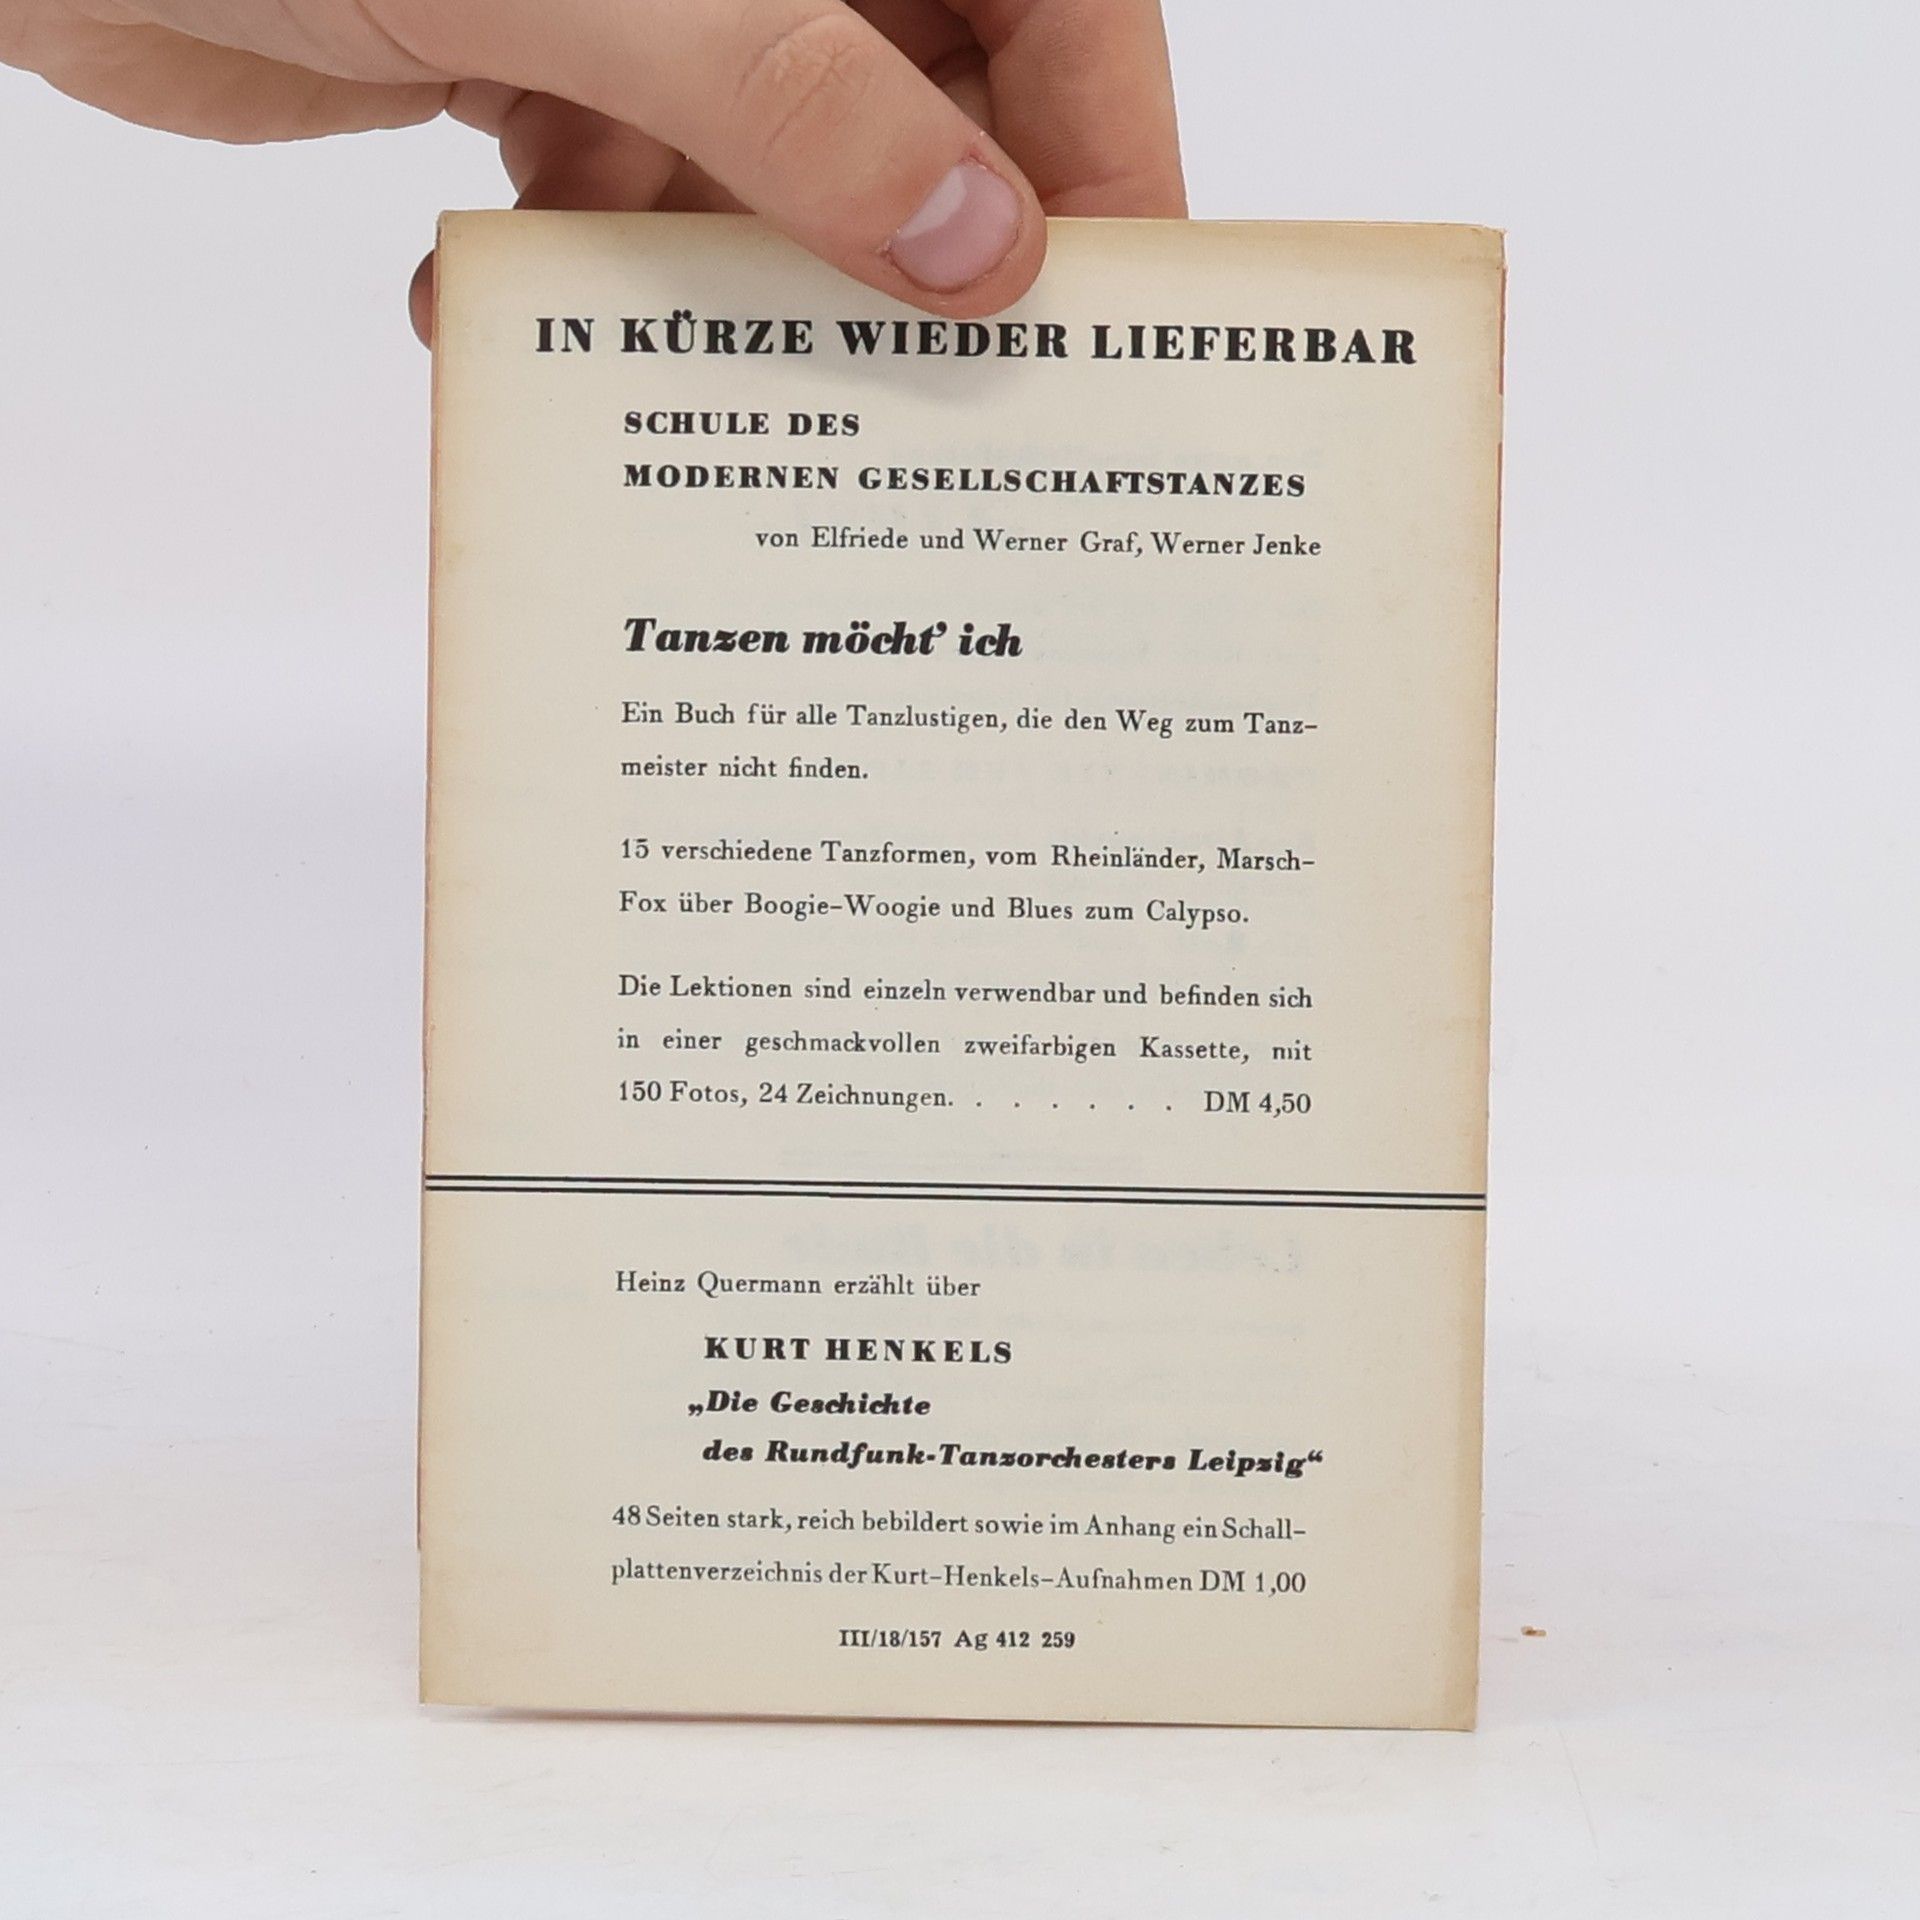 IN KÜRZE WIEDER LIEFERBAR
SCHULE DES
MODERNEN GESELLSCHAFTSTANZES
von Elfriede und Werner Graf, Werner Jenke
Tanzen möcht’ ich
Ein Buch für alle Tanzlustigen, die den Weg zum Tanz-
meister nicht finden.
15 verschiedene Tanzformen, vom Rheinländer, Marsch-
Fox über Boogie-Woogie und Blues zum Calypso.
Die Lektionen sind einzeln verwendbar und befinden sich
in einer geschmackvollen zweifarbigen Kassette, mit
150 Fotos, 24 Zeichnungen. . . . . . . DM 4,50
Heinz Quermann erzählt über
KURT HENKELS
„Die Geschichte
des Rundfunk-Tanzorchesters Leipzig“
48 Seiten stark, reich bebildert sowie im Anhang ein Schall-
plattenverzeichnis der Kurt-Henkels-Aufnahmen DM 1,00
III/18/157 Ag 412 259